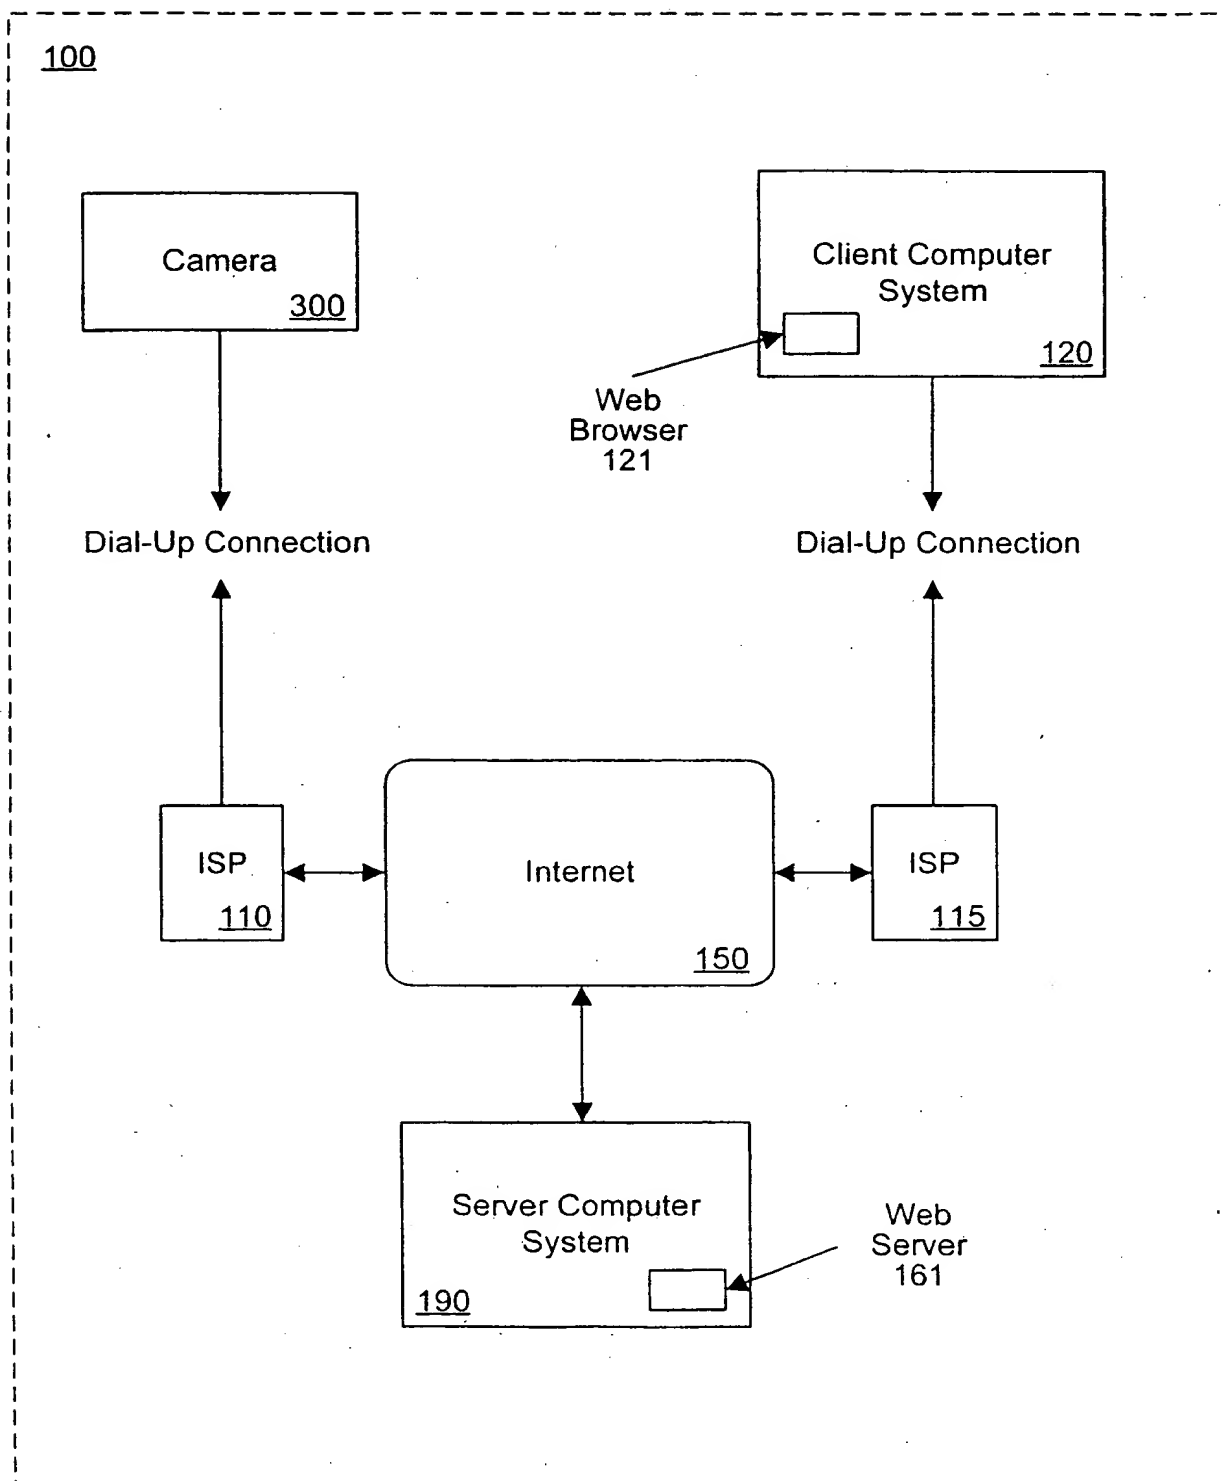 100
Camera
300
Client Computer
System
120
Web
Browser
121
Dial-Up Connection
Dial-Up Connection
ISP
110
Internet
150
ISP
115
Server Computer
System
190
Web
Server
161